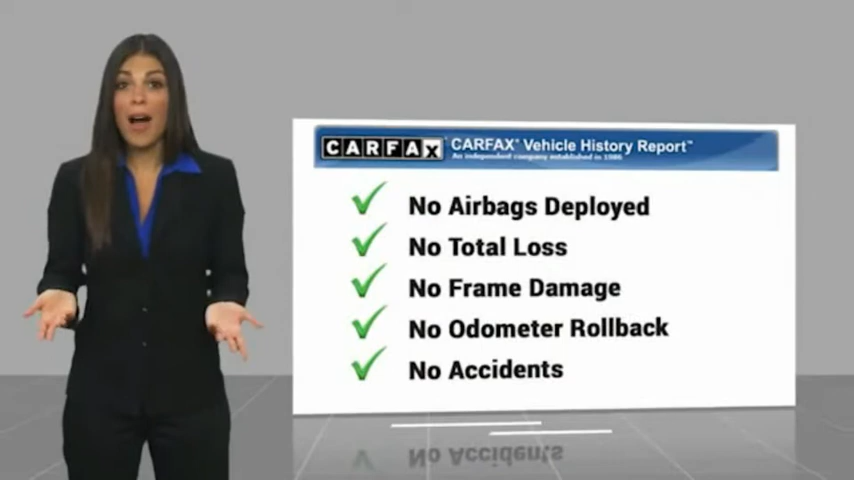 CARFAX CARFAX® Vehicle History Report™
An independent company established in 1986
No Airbags Deployed
No Total Loss
No Frame Damage
No Odometer Rollback
No Accidents
No Accidents